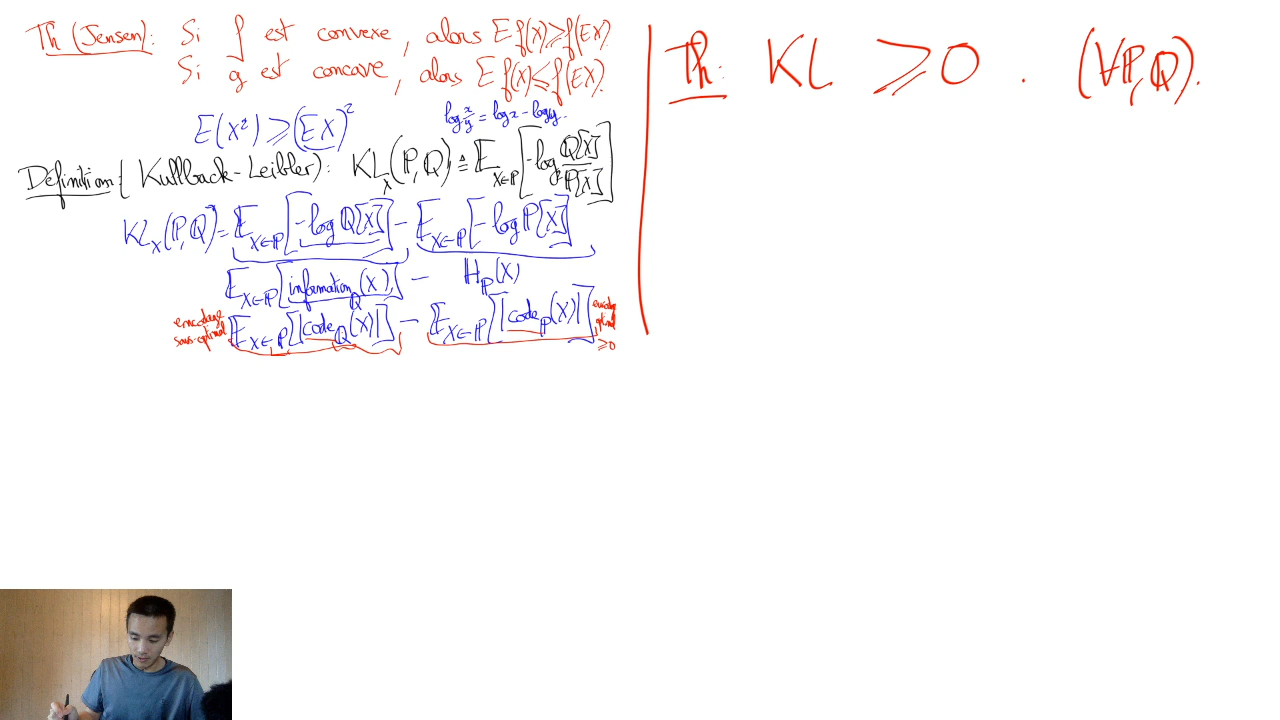 Th (Jensen): Si f est convexe, alors E f(X) ≥ f(EX).
Si g est concave, alors E f(X) ≤ f(EX).
E(X²) ≥ (EX)²
log x/y = log x - log y.
Définition (Kullback-Leibler): KL_X(P,Q) ≜ E_{X←P}[-log Q[X]/P[X]]
KL_X(P,Q) = E_{X←P}[-log Q[X]] - E_{X←P}[-log P[X]]
E_{X←P}[information_Q(X)] - H_P(X)
encodage sous-optimal E_{X←P}[|code_Q(X)|] - E_{X←P}[|code_P(X)|] encodage optimal
≥0
Th: KL ≥ 0 . (∀P,Q).